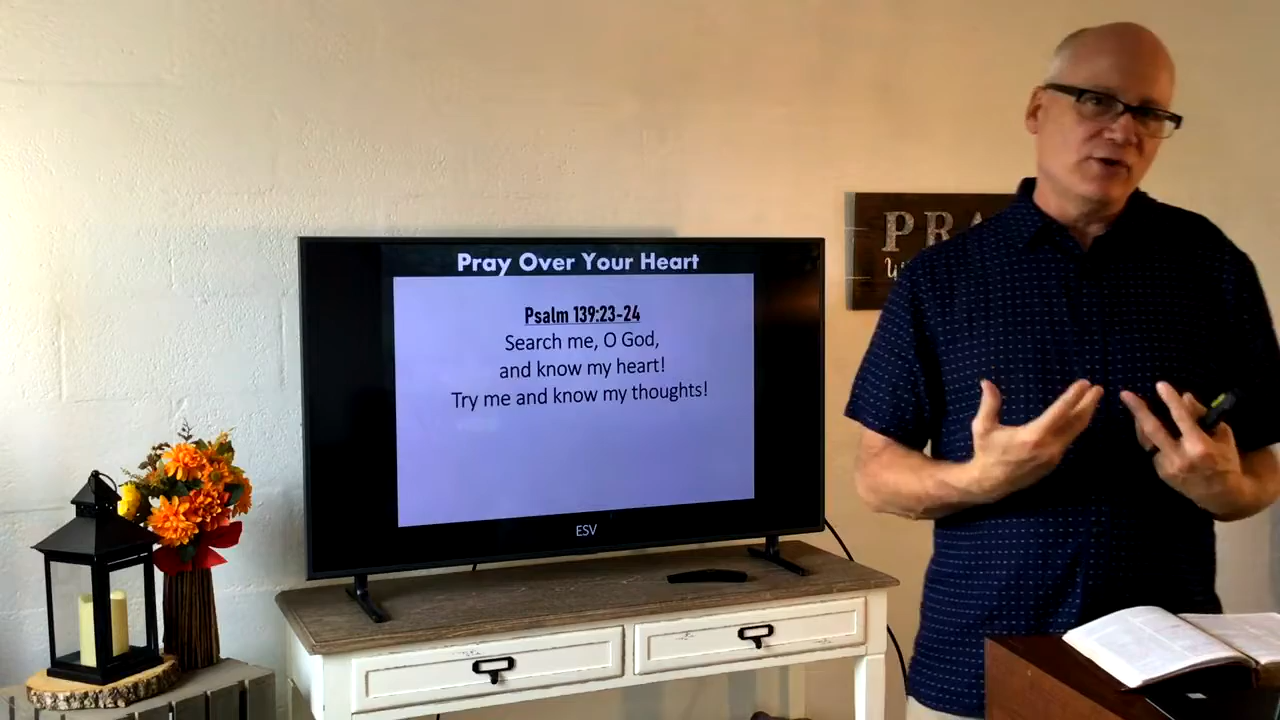 Pray Over Your Heart
Psalm 139:23-24
Search me, O God,
and know my heart!
Try me and know my thoughts!
ESV
PRA